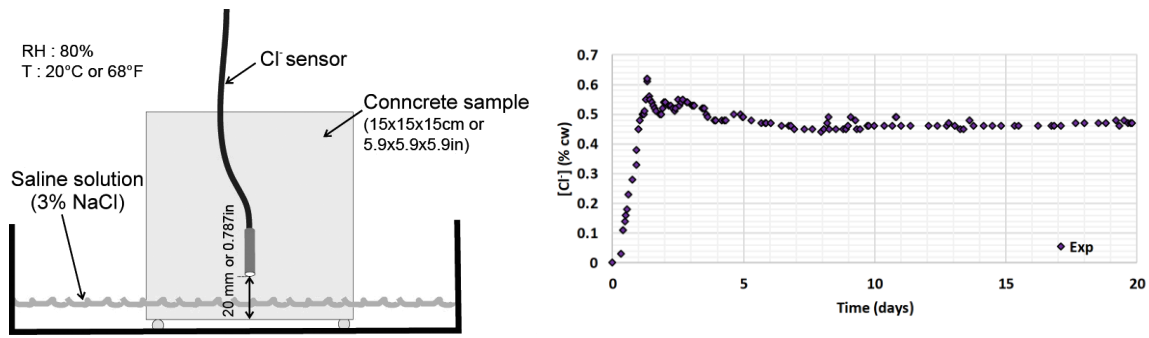 RH : 80%
T : 20°C or 68°F
Cl⁻ sensor
Conncrete sample
(15x15x15cm or
5.9x5.9x5.9in)
Saline solution
(3% NaCl)
20 mm or 0.787in
0.7
0.6
0.5
0.4
0.3
0.2
0.1
0
[Cl⁻] (% cw)
Exp
0 5 10 15 20
Time (days)